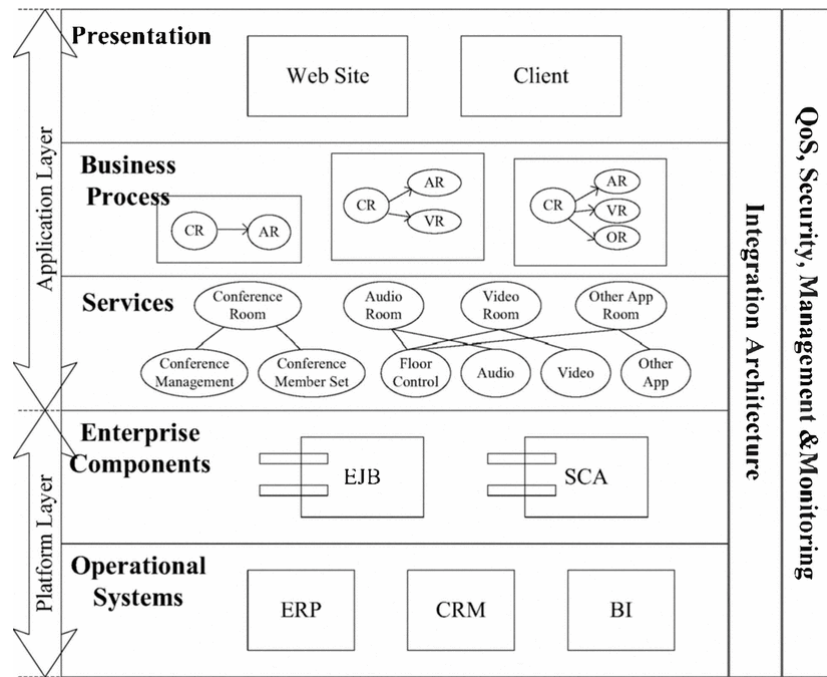 Presentation
Web Site
Client
Business
Process
CR
AR
CR
AR
VR
CR
AR
VR
OR
Services
Conference
Room
Audio
Room
Video
Room
Other App
Room
Conference
Management
Conference
Member Set
Floor
Control
Audio
Video
Other
App
Enterprise
Components
EJB
SCA
Operational
Systems
ERP
CRM
BI
Application Layer
Platform Layer
Integration Architecture
QoS, Security, Management &Monitoring